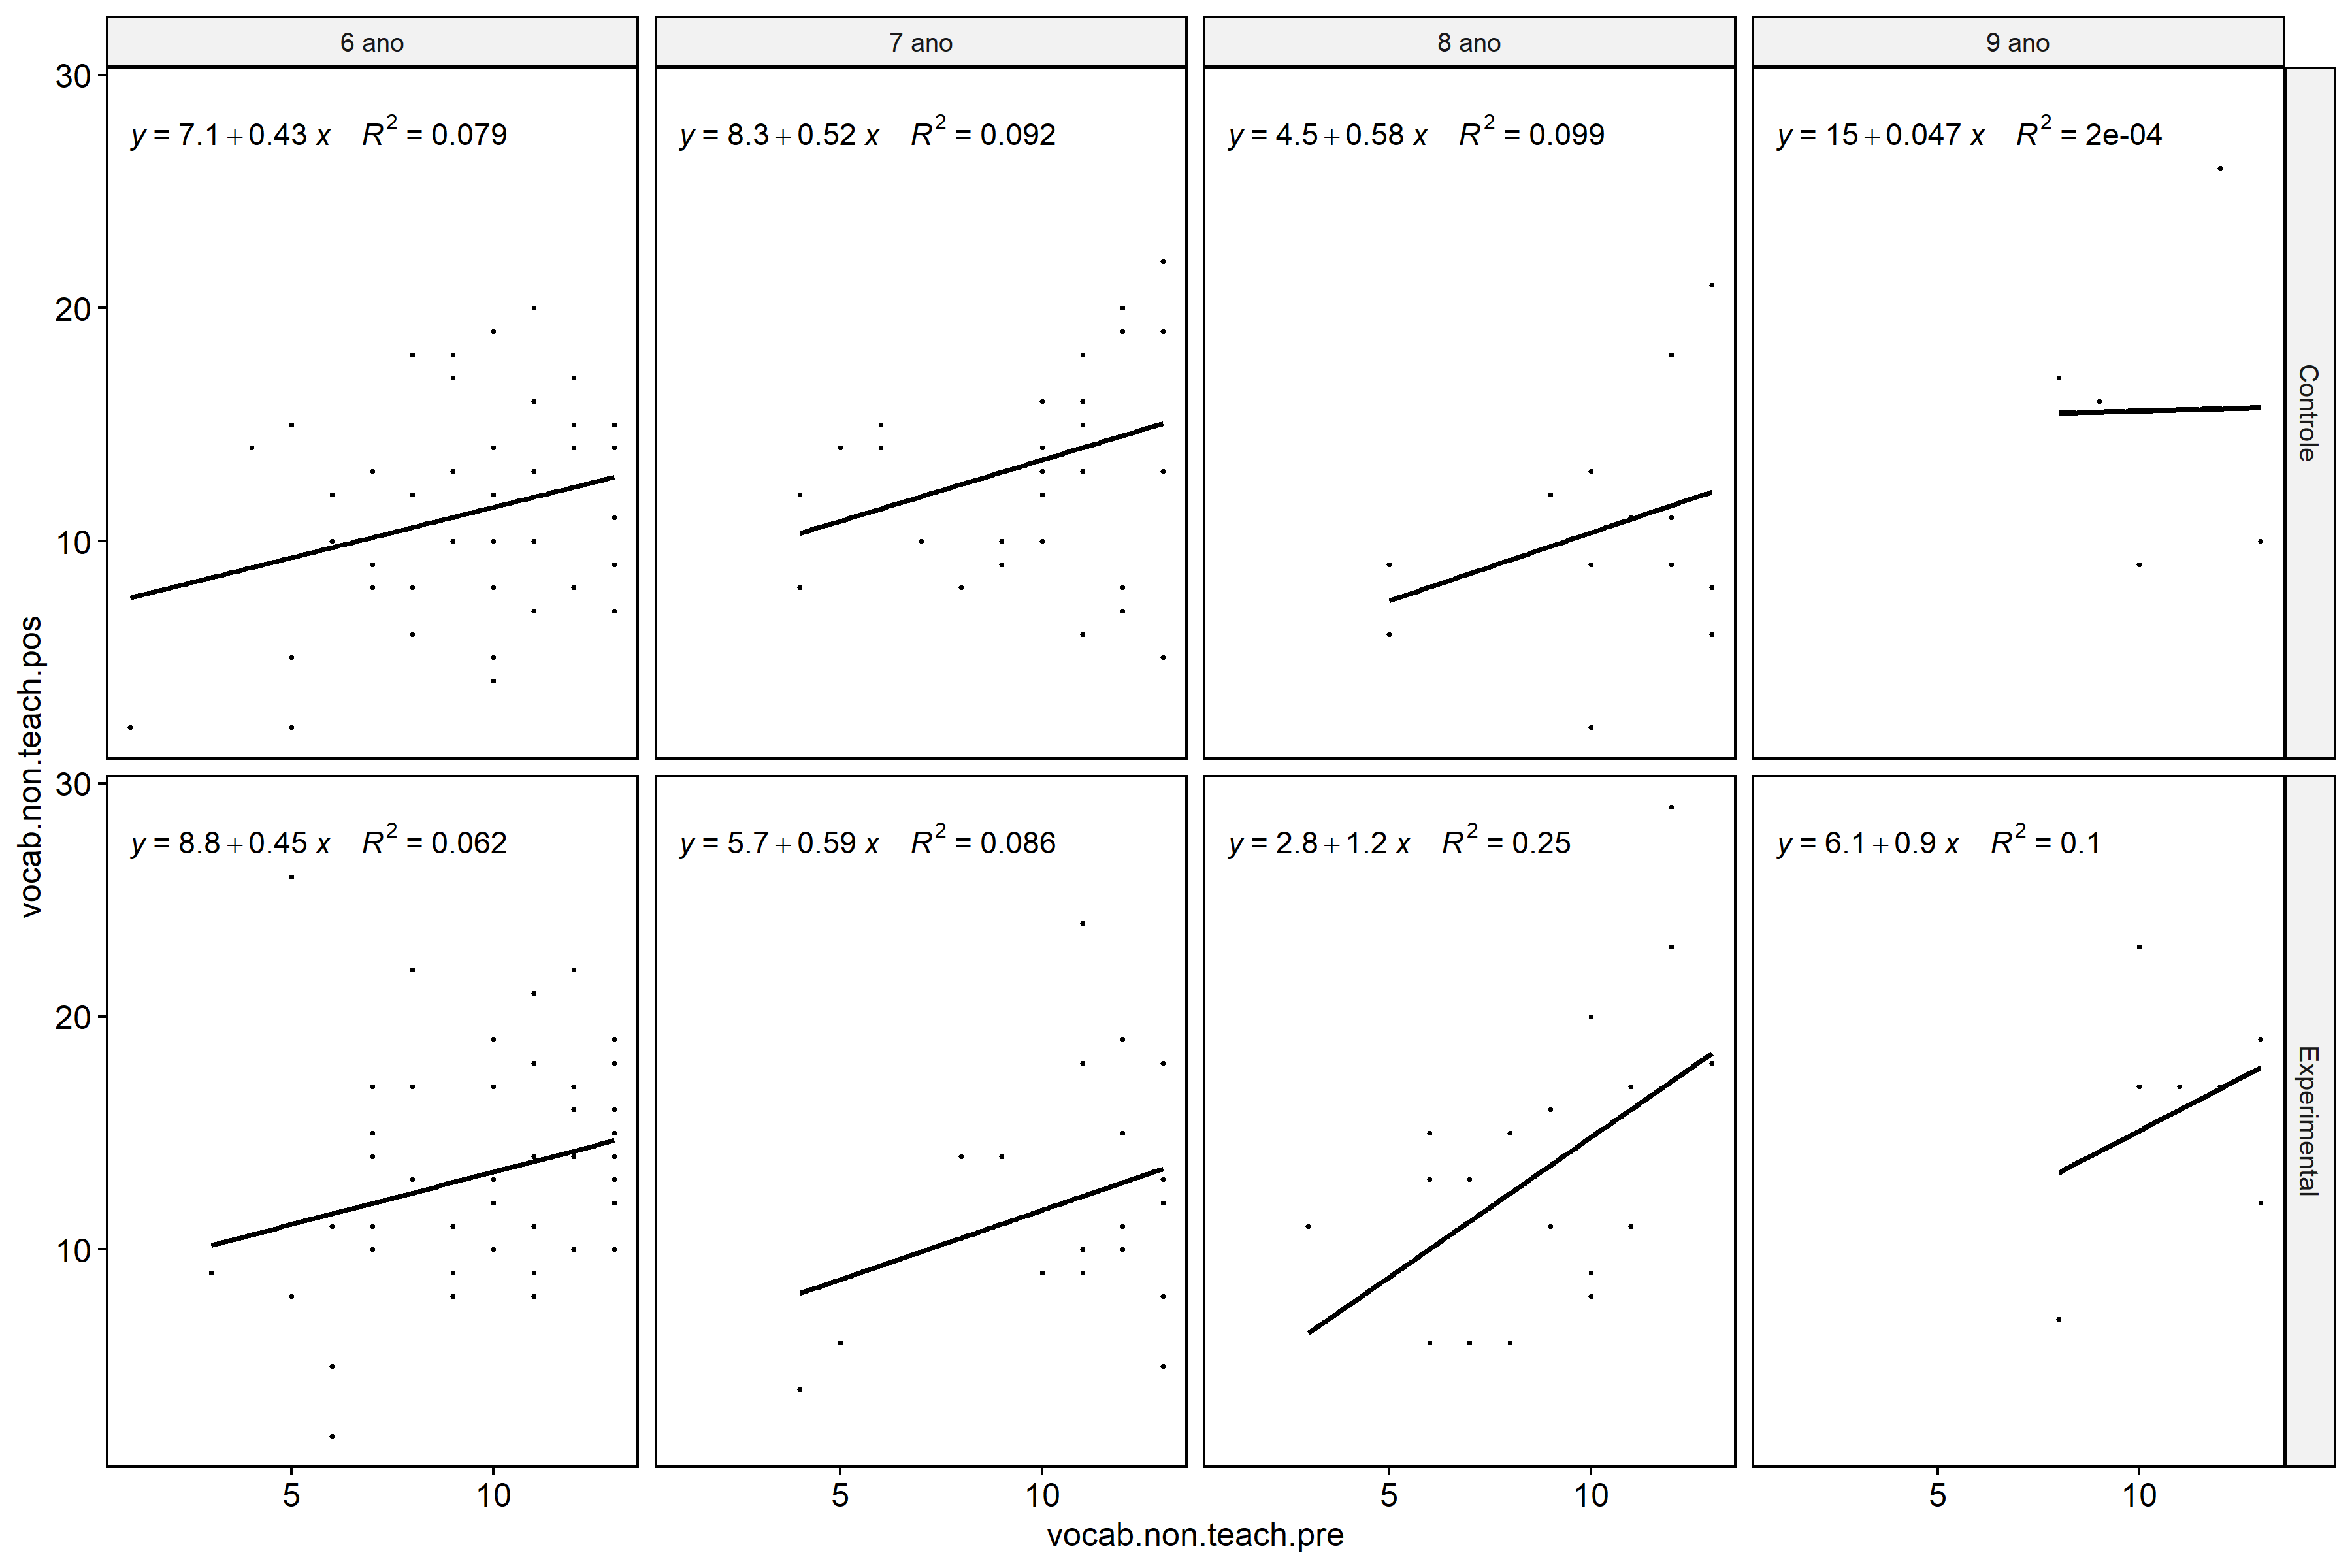 6 ano
7 ano
8 ano
9 ano
30
20
10
y = 7.1 + 0.43 x R² = 0.079
y = 8.3 + 0.52 x R² = 0.092
y = 4.5 + 0.58 x R² = 0.099
y = 15 + 0.047 x R² = 2e-04
Controle
vocab.non.teach.pos
30
20
10
y = 8.8 + 0.45 x R² = 0.062
y = 5.7 + 0.59 x R² = 0.086
y = 2.8 + 1.2 x R² = 0.25
y = 6.1 + 0.9 x R² = 0.1
Experimental
5 10
5 10
5 10
5 10
vocab.non.teach.pre